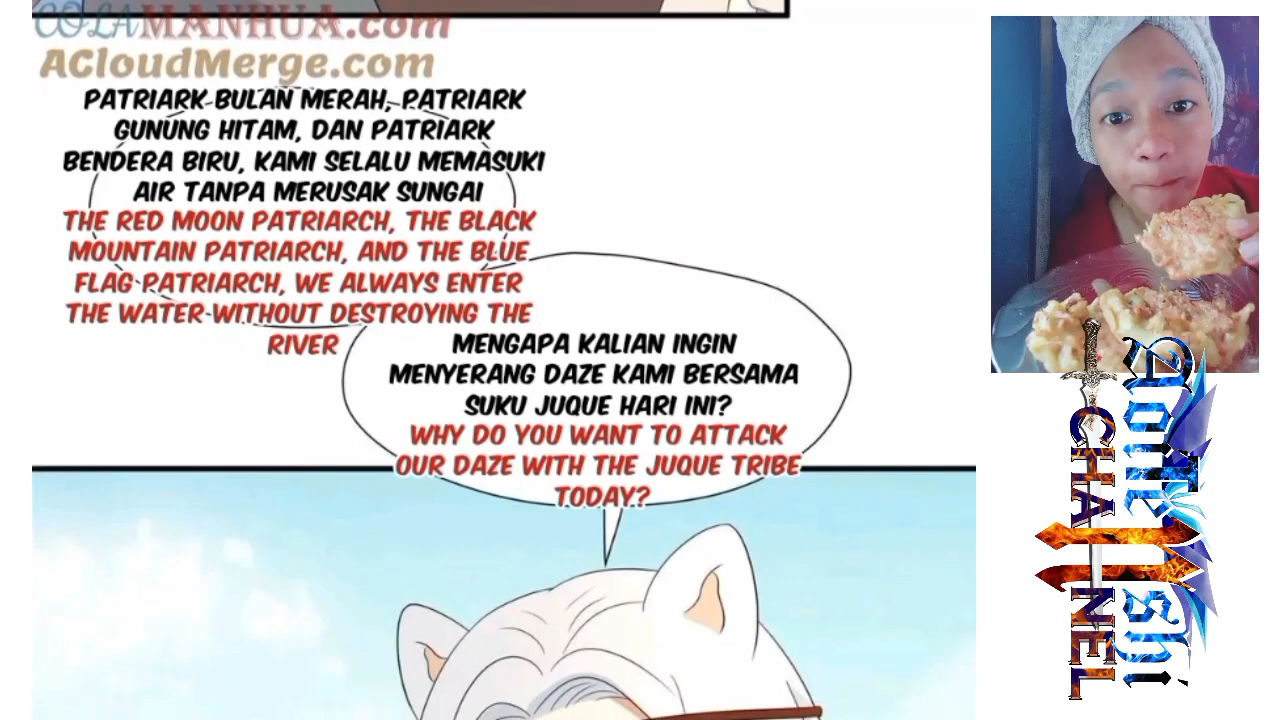 COLAMANHUA.com
ACloudMerge.com
PATRIARK BULAN MERAH, PATRIARK
GUNUNG HITAM, DAN PATRIARK
BENDERA BIRU, KAMI SELALU MEMASUKI
AIR TANPA MERUSAK SUNGAI
THE RED MOON PATRIARCH, THE BLACK
MOUNTAIN PATRIARCH, AND THE BLUE
FLAG PATRIARCH, WE ALWAYS ENTER
THE WATER WITHOUT DESTROYING THE
RIVER
MENGAPA KALIAN INGIN
MENYERANG DAZE KAMI BERSAMA
SUKU JUQUE HARI INI?
WHY DO YOU WANT TO ATTACK
OUR DAZE WITH THE JUQUE TRIBE
TODAY?
CHANNEL